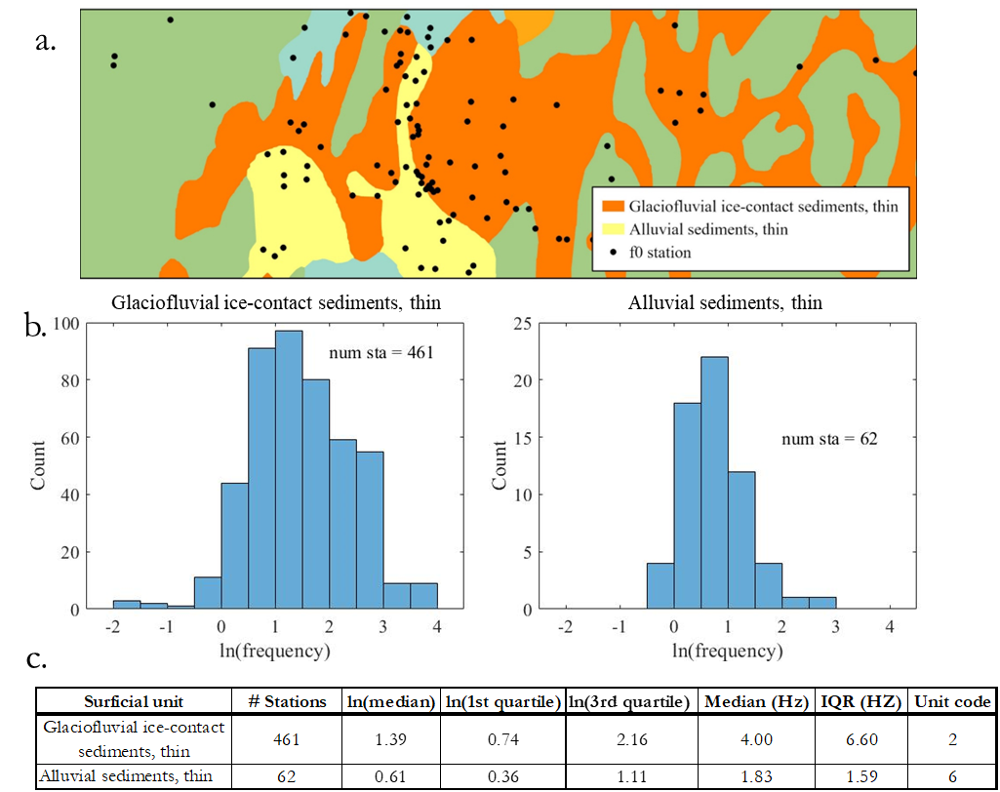 a.
Glaciofluvial ice-contact sediments, thin
Alluvial sediments, thin
f0 station
b.
Glaciofluvial ice-contact sediments, thin
num sta = 461
Count
100
80
60
40
20
0
-2 -1 0 1 2 3 4
ln(frequency)
Alluvial sediments, thin
num sta = 62
Count
25
20
15
10
5
0
-2 -1 0 1 2 3 4
ln(frequency)
c.
Surficial unit # Stations ln(median) ln(1st quartile) ln(3rd quartile) Median (Hz) IQR (HZ) Unit code
Glaciofluvial ice-contact
sediments, thin 461 1.39 0.74 2.16 4.00 6.60 2
Alluvial sediments, thin 62 0.61 0.36 1.11 1.83 1.59 6